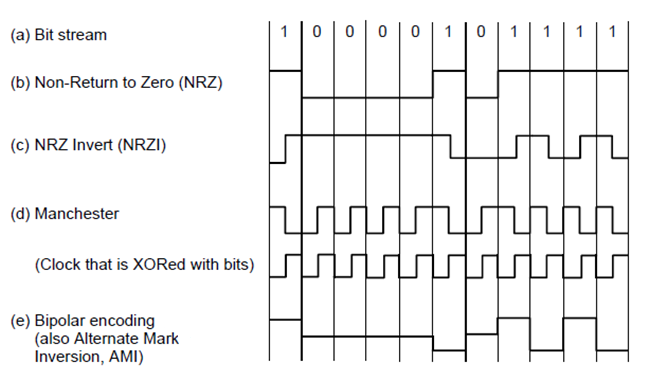 (a) Bit stream 1 0 0 0 0 1 0 1 1 1 1
(b) Non-Return to Zero (NRZ)
(c) NRZ Invert (NRZI)
(d) Manchester
(Clock that is XORed with bits)
(e) Bipolar encoding
(also Alternate Mark
Inversion, AMI)